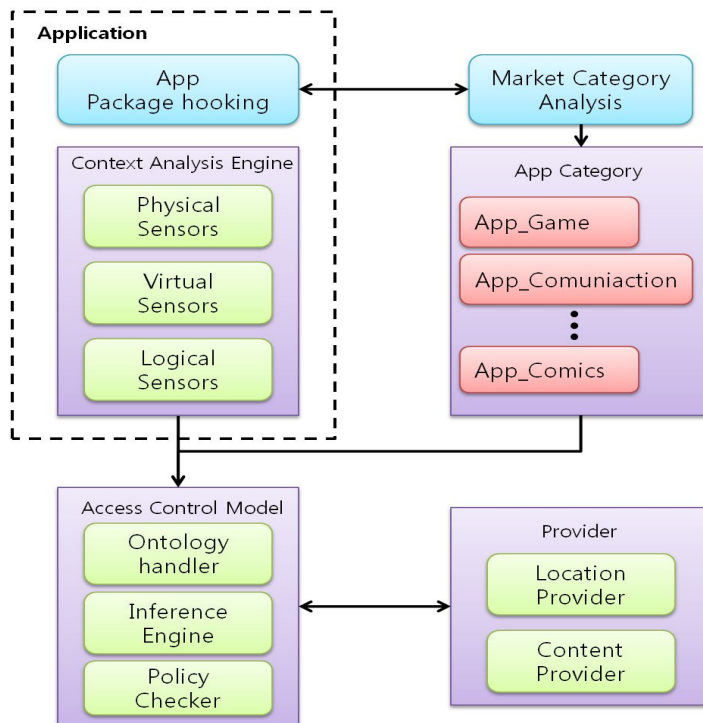 Application
App
Package hooking
Market Category
Analysis
Context Analysis Engine
Physical
Sensors
Virtual
Sensors
Logical
Sensors
App Category
App_Game
App_Comuniaction
App_Comics
Access Control Model
Ontology
handler
Inference
Engine
Policy
Checker
Provider
Location
Provider
Content
Provider